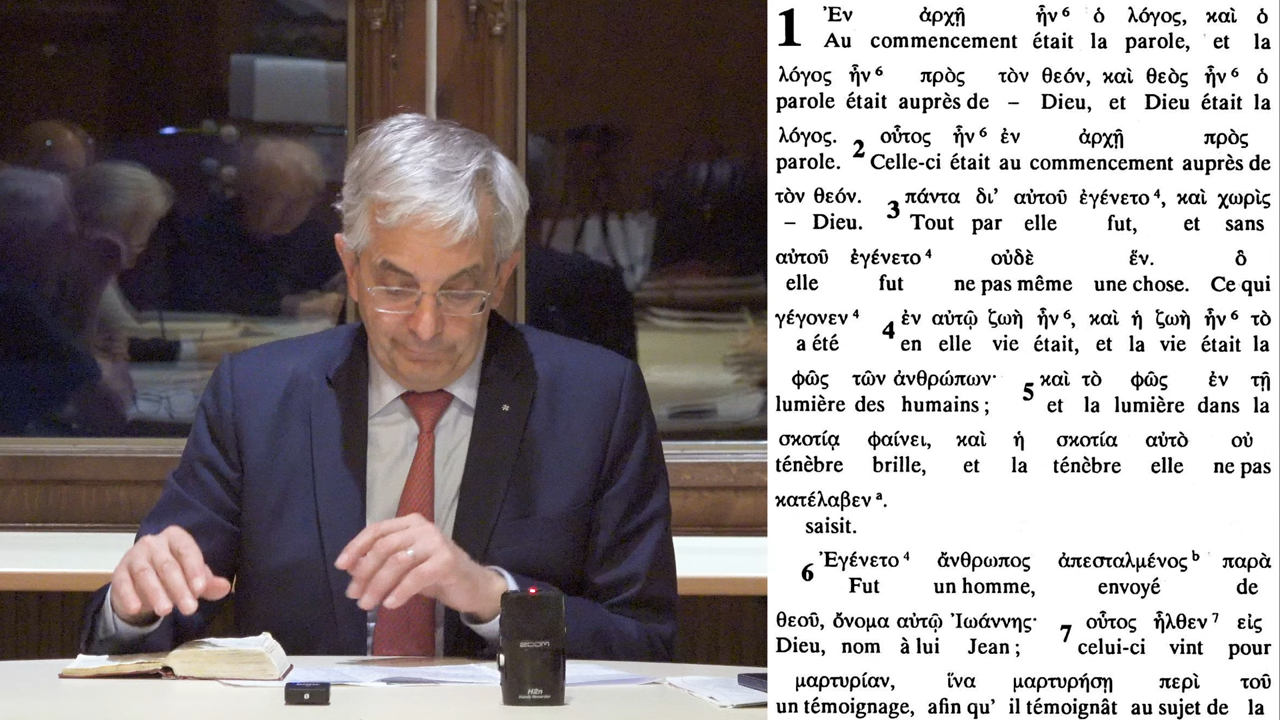 1 Ἐν ἀρχῇ ἦν⁶ ὁ λόγος, καὶ ὁ
Au commencement était la parole, et la
λόγος ἦν⁶ πρὸς τὸν θεόν, καὶ θεὸς ἦν⁶ ὁ
parole était auprès de – Dieu, et Dieu était la
λόγος. 2 οὗτος ἦν⁶ ἐν ἀρχῇ πρὸς
parole. Celle-ci était au commencement auprès de
τὸν θεόν. 3 πάντα δι’ αὐτοῦ ἐγένετο⁴, καὶ χωρὶς
– Dieu. Tout par elle fut, et sans
αὐτοῦ ἐγένετο⁴ οὐδὲ ἕν. ὃ
elle fut ne pas même une chose. Ce qui
γέγονεν⁴ 4 ἐν αὐτῷ ζωὴ ἦν⁶, καὶ ἡ ζωὴ ἦν⁶ τὸ
a été en elle vie était, et la vie était la
φῶς τῶν ἀνθρώπων· 5 καὶ τὸ φῶς ἐν τῇ
lumière des humains ; et la lumière dans la
σκοτίᾳ φαίνει, καὶ ἡ σκοτία αὐτὸ οὐ
ténèbre brille, et la ténèbre elle ne pas
κατέλαβενᵃ.
saisit.
6 Ἐγένετο⁴ ἄνθρωπος ἀπεσταλμένοςᵇ παρὰ
Fut un homme, envoyé de
θεοῦ, ὄνομα αὐτῷ Ἰωάννης· 7 οὗτος ἦλθεν⁷ εἰς
Dieu, nom à lui Jean ; celui-ci vint pour
μαρτυρίαν, ἵνα μαρτυρήσῃ περὶ τοῦ
un témoignage, afin qu’ il témoignât au sujet de la
ZOOM
H2n
Handy Recorder